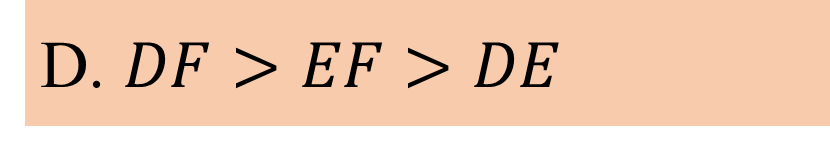 D. DF > EF > DE